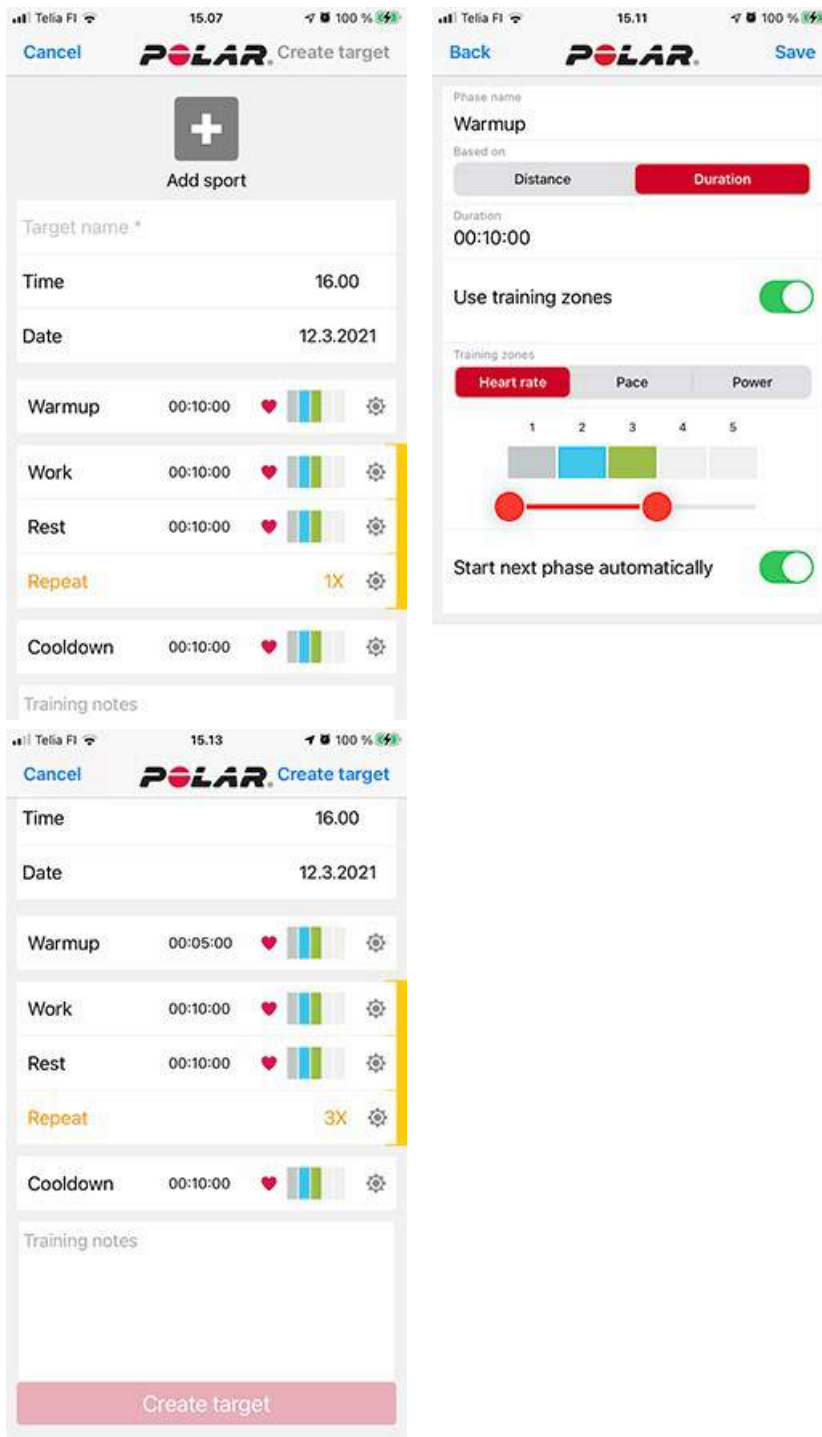 Telia FI 15.07 100 %
Cancel POLAR. Create target
Add sport
Target name *
Time 16.00
Date 12.3.2021
Warmup 00:10:00
Work 00:10:00
Rest 00:10:00
Repeat 1X
Cooldown 00:10:00
Training notes
Telia FI 15.11 100 %
Back POLAR. Save
Phase name
Warmup
Based on
Distance Duration
Duration
00:10:00
Use training zones
Training zones
Heart rate Pace Power
1 2 3 4 5
Start next phase automatically
Telia FI 15.13 100 %
Cancel POLAR. Create target
Time 16.00
Date 12.3.2021
Warmup 00:05:00
Work 00:10:00
Rest 00:10:00
Repeat 3X
Cooldown 00:10:00
Training notes
Create target